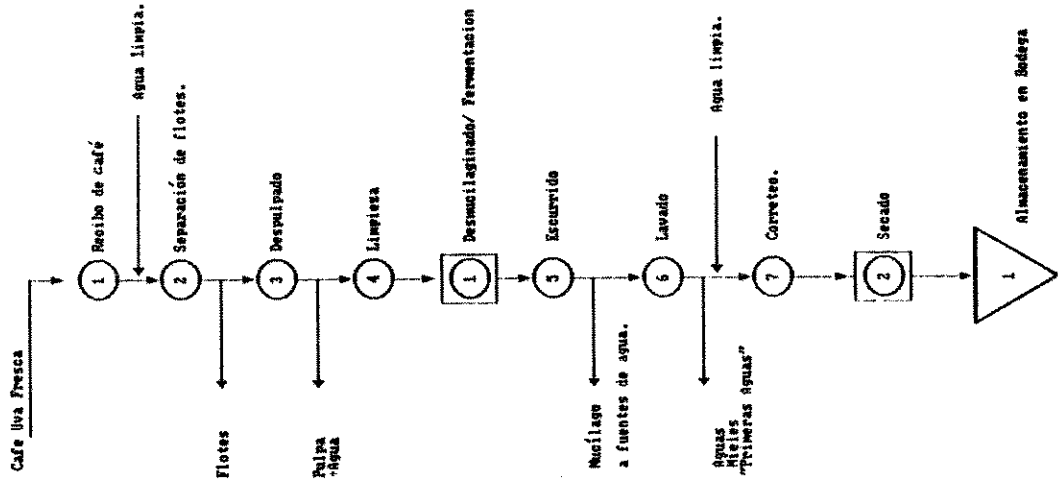 Cafe Uva Fresca
1
Recibo de café
Agua limpia.
2
Separación de flotes.
Flotes
3
Despulpado
Pulpa
+Agua
4
Limpieza
1
Desmucilaginado/ Fermentacion
5
Escurrido
Mucílago
a fuentes de agua.
6
Lavado
Aguas
Mieles
"Primeras Aguas"
Agua limpia.
7
Correteo.
2
Secado
1
Almacenamiento en Bodega